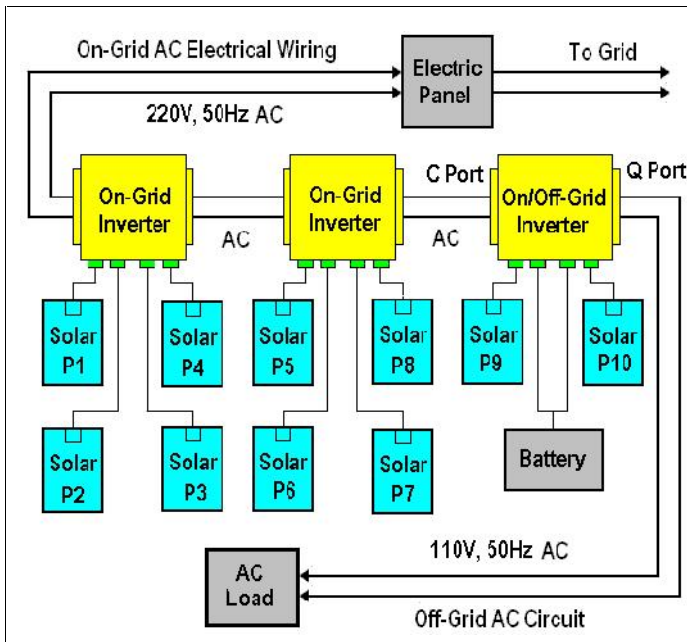 On-Grid AC Electrical Wiring
Electric
Panel
To Grid
220V, 50Hz AC
On-Grid
Inverter
AC
On-Grid
Inverter
C Port
AC
On/Off-Grid
Inverter
Q Port
Solar
P1
Solar
P4
Solar
P5
Solar
P8
Solar
P9
Solar
P10
Solar
P2
Solar
P3
Solar
P6
Solar
P7
Battery
110V, 50Hz AC
AC
Load
Off-Grid AC Circuit